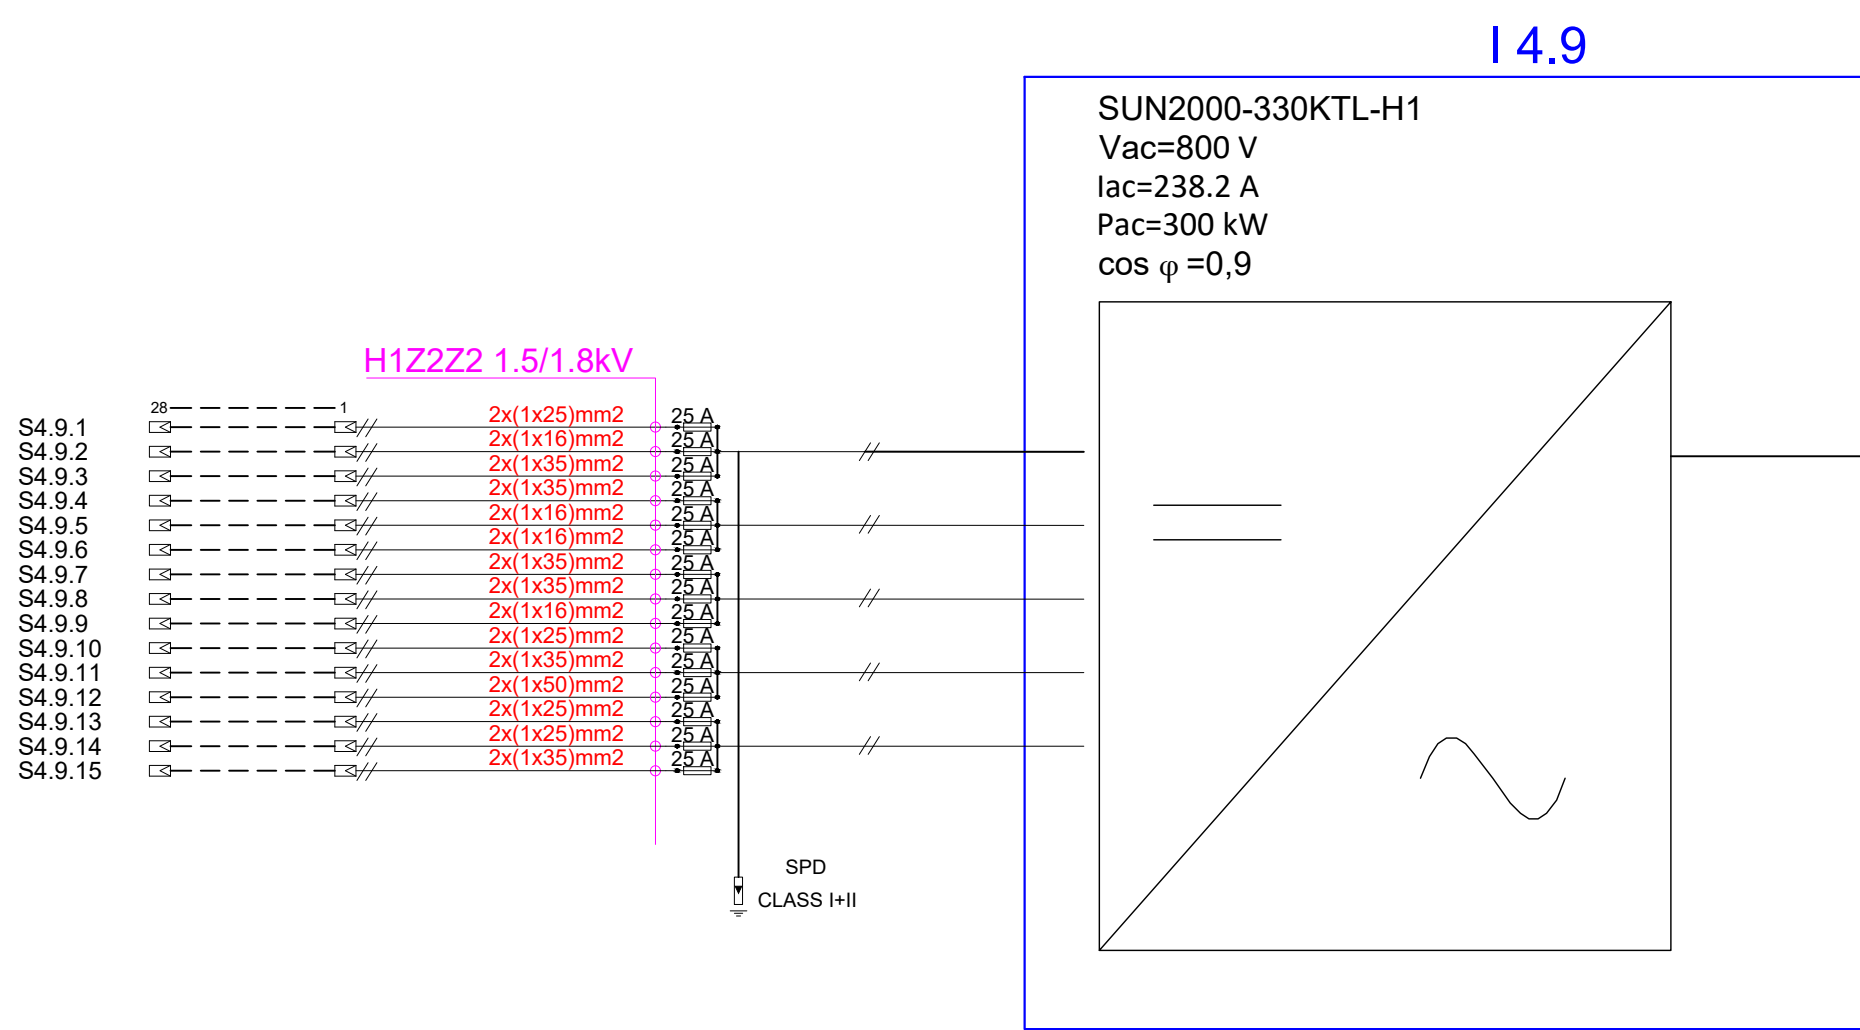 I 4.9
SUN2000-330KTL-H1
Vac=800 V
Iac=238.2 A
Pac=300 kW
cos φ =0,9
H1Z2Z2 1.5/1.8kV
28 1
S4.9.1 2x(1x25)mm2 25 A
S4.9.2 2x(1x16)mm2 25 A
S4.9.3 2x(1x35)mm2 25 A
S4.9.4 2x(1x35)mm2 25 A
S4.9.5 2x(1x16)mm2 25 A
S4.9.6 2x(1x16)mm2 25 A
S4.9.7 2x(1x35)mm2 25 A
S4.9.8 2x(1x35)mm2 25 A
S4.9.9 2x(1x16)mm2 25 A
S4.9.10 2x(1x25)mm2 25 A
S4.9.11 2x(1x35)mm2 25 A
S4.9.12 2x(1x50)mm2 25 A
S4.9.13 2x(1x25)mm2 25 A
S4.9.14 2x(1x25)mm2 25 A
S4.9.15 2x(1x35)mm2 25 A
SPD
CLASS I+II